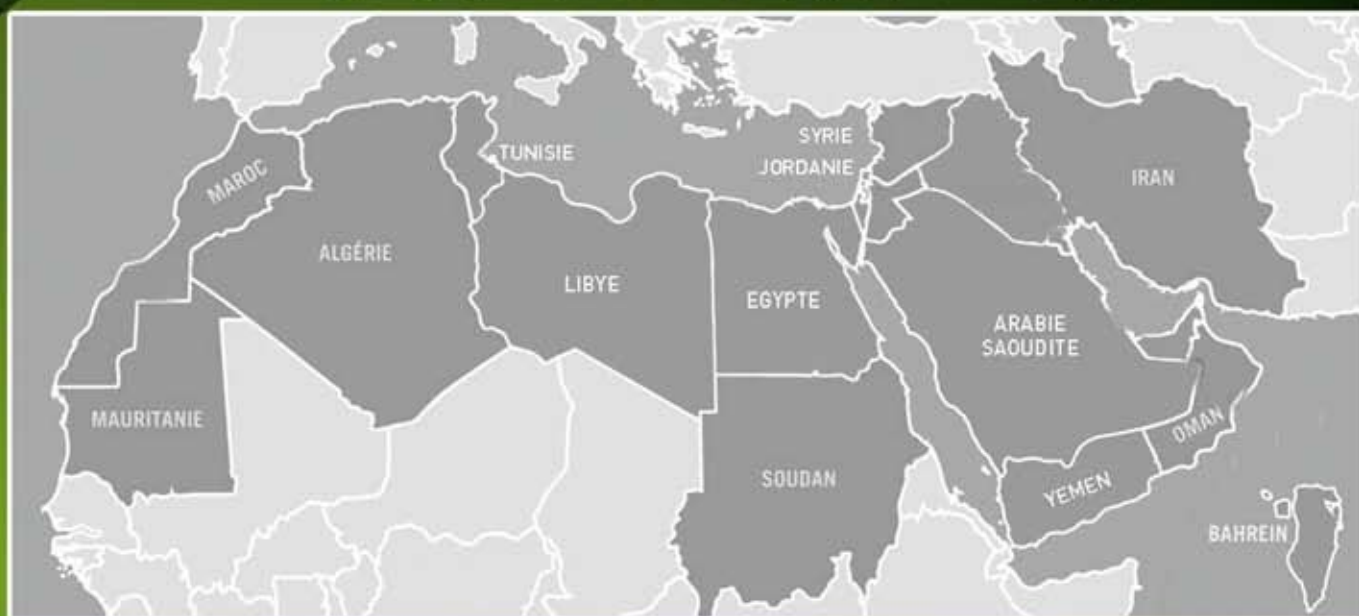 TUNISIE
SYRIE
JORDANIE
MAROC
IRAN
ALGÉRIE
LIBYE
EGYPTE
ARABIE
SAOUDITE
MAURITANIE
OMAN
SOUDAN
YEMEN
BAHREIN